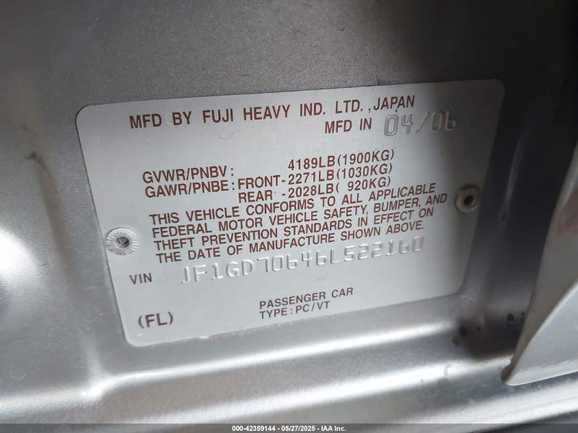 MFD BY FUJI HEAVY IND. LTD.,JAPAN
MFD IN 04/06
GVWR/PNBV: 4189LB(1900KG)
GAWR/PNBE:FRONT-2271LB(1030KG)
REAR -2028LB( 920KG)
THIS VEHICLE CONFORMS TO ALL APPLICABLE
FEDERAL MOTOR VEHICLE SAFETY, BUMPER, AND
THEFT PREVENTION STANDARDS IN EFFECT ON
THE DATE OF MANUFACTURE SHOWN ABOVE.
VIN JF1GD70646L522160
PASSENGER CAR
(FL) TYPE:PC/VT
000-42359144 - 05/27/2025 - IAA Inc.